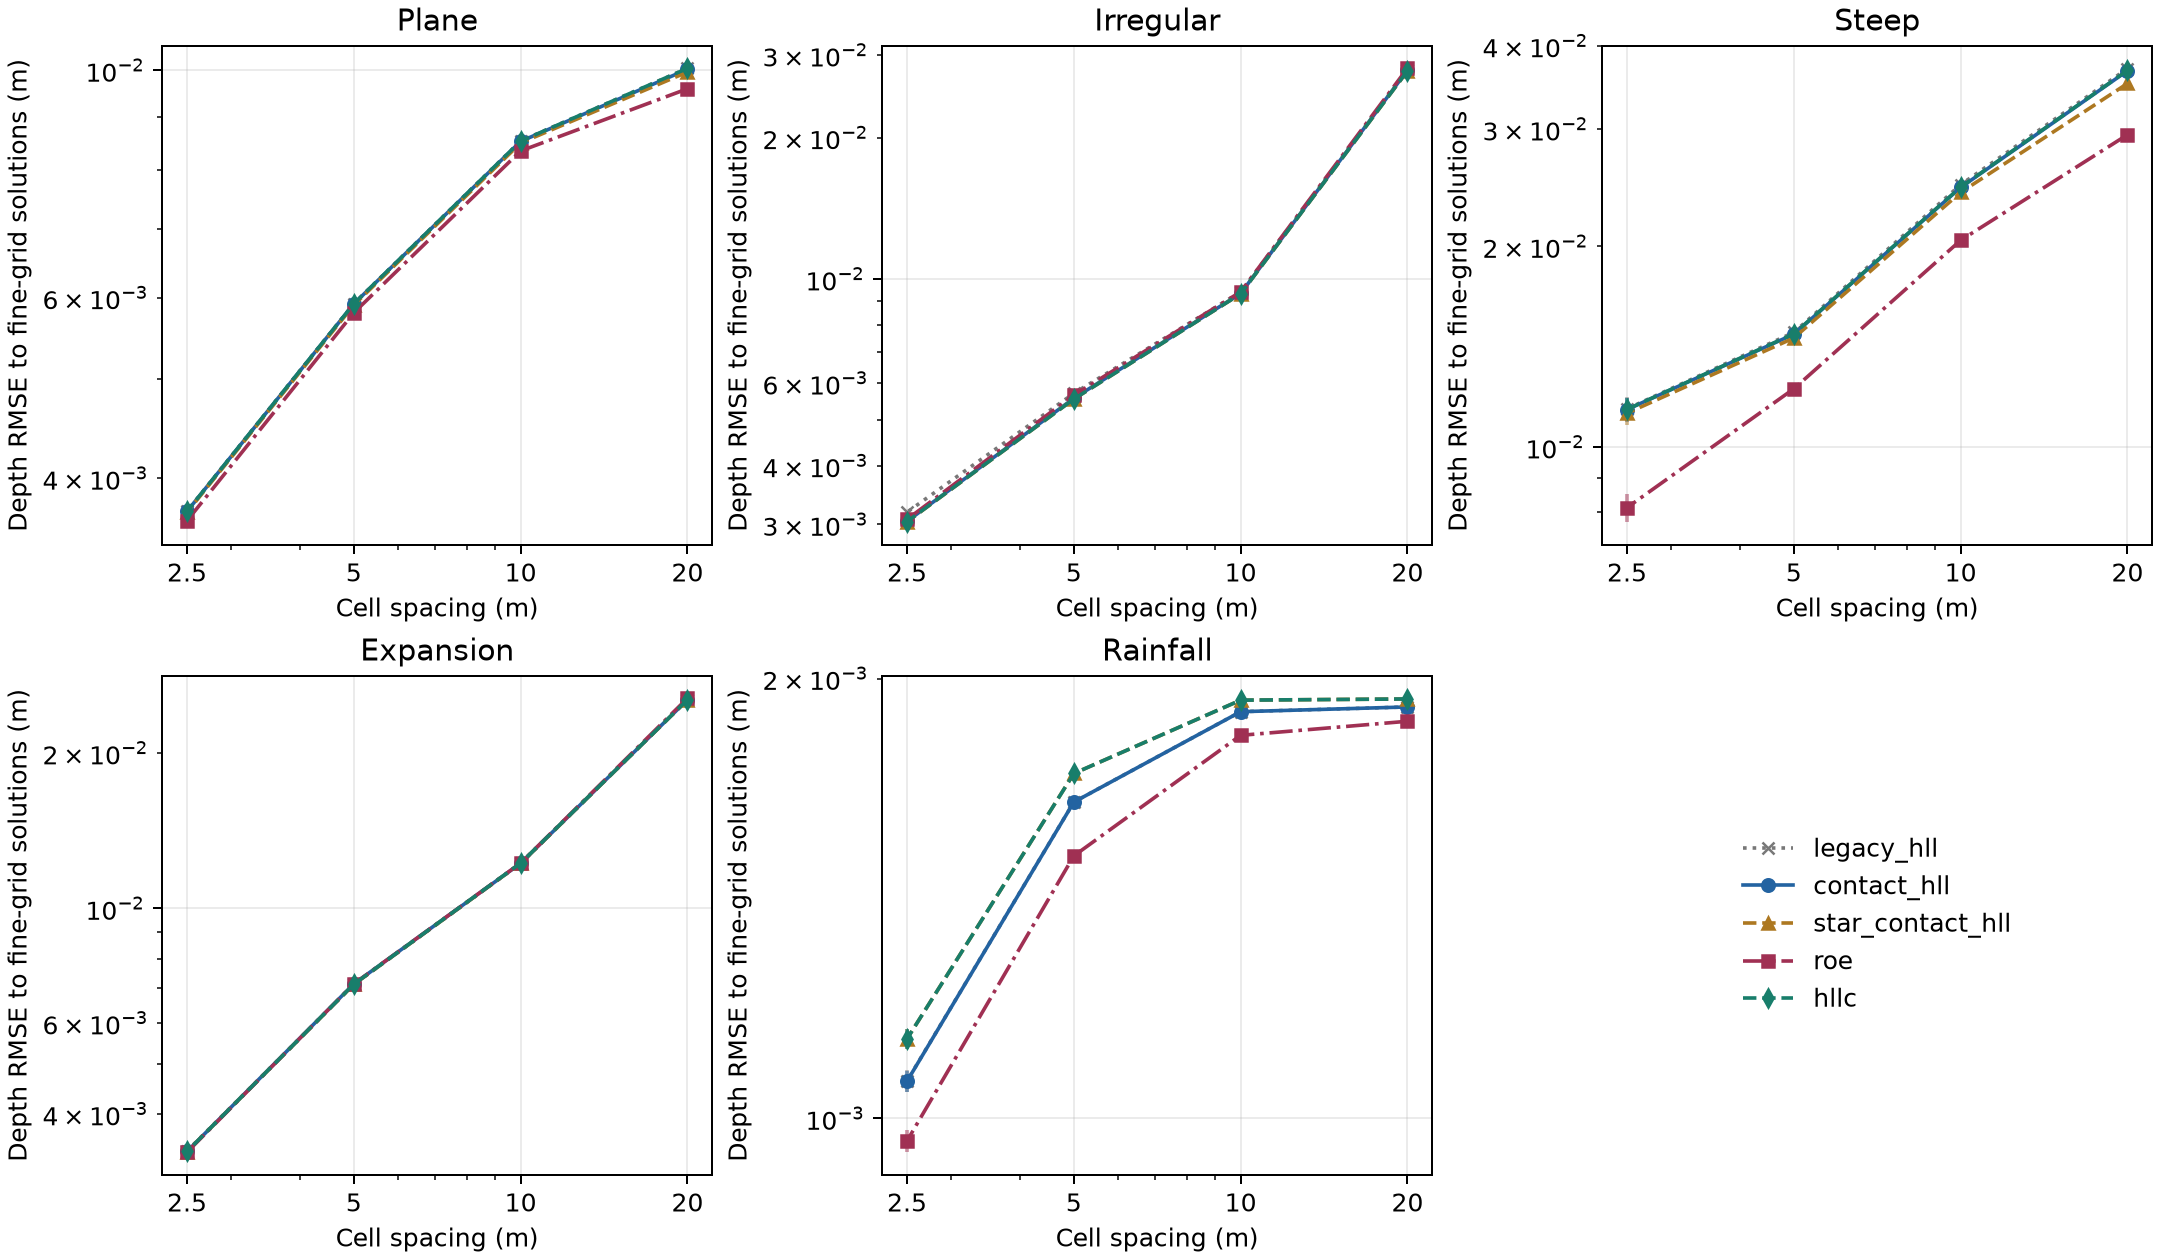 Plane
Depth RMSE to fine-grid solutions (m)
10⁻²
6 × 10⁻³
4 × 10⁻³
2.5 5 10 20
Cell spacing (m)
Irregular
Depth RMSE to fine-grid solutions (m)
3 × 10⁻²
2 × 10⁻²
10⁻²
6 × 10⁻³
4 × 10⁻³
3 × 10⁻³
2.5 5 10 20
Cell spacing (m)
Steep
Depth RMSE to fine-grid solutions (m)
4 × 10⁻²
3 × 10⁻²
2 × 10⁻²
10⁻²
2.5 5 10 20
Cell spacing (m)
Expansion
Depth RMSE to fine-grid solutions (m)
2 × 10⁻²
10⁻²
6 × 10⁻³
4 × 10⁻³
2.5 5 10 20
Cell spacing (m)
Rainfall
Depth RMSE to fine-grid solutions (m)
2 × 10⁻³
10⁻³
2.5 5 10 20
Cell spacing (m)
legacy_hll
contact_hll
star_contact_hll
roe
hllc